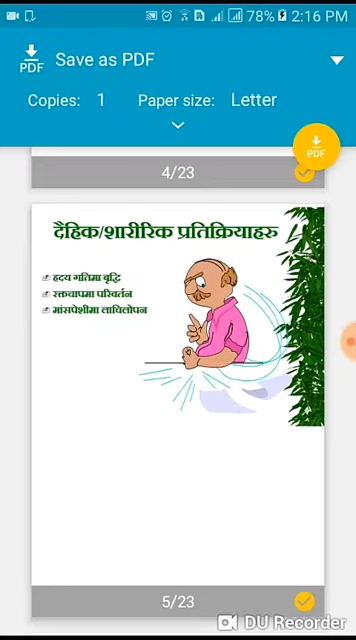 78% 2:16 PM
Save as PDF
PDF
Copies: 1 Paper size: Letter
PDF
4/23
दैहिक/शारीरिक प्रतिक्रियाहरु
हृदय गतिमा बृद्धि
रक्तचापमा परिवर्तन
मांसपेशीमा लाचिलोपन
5/23
DU Recorder